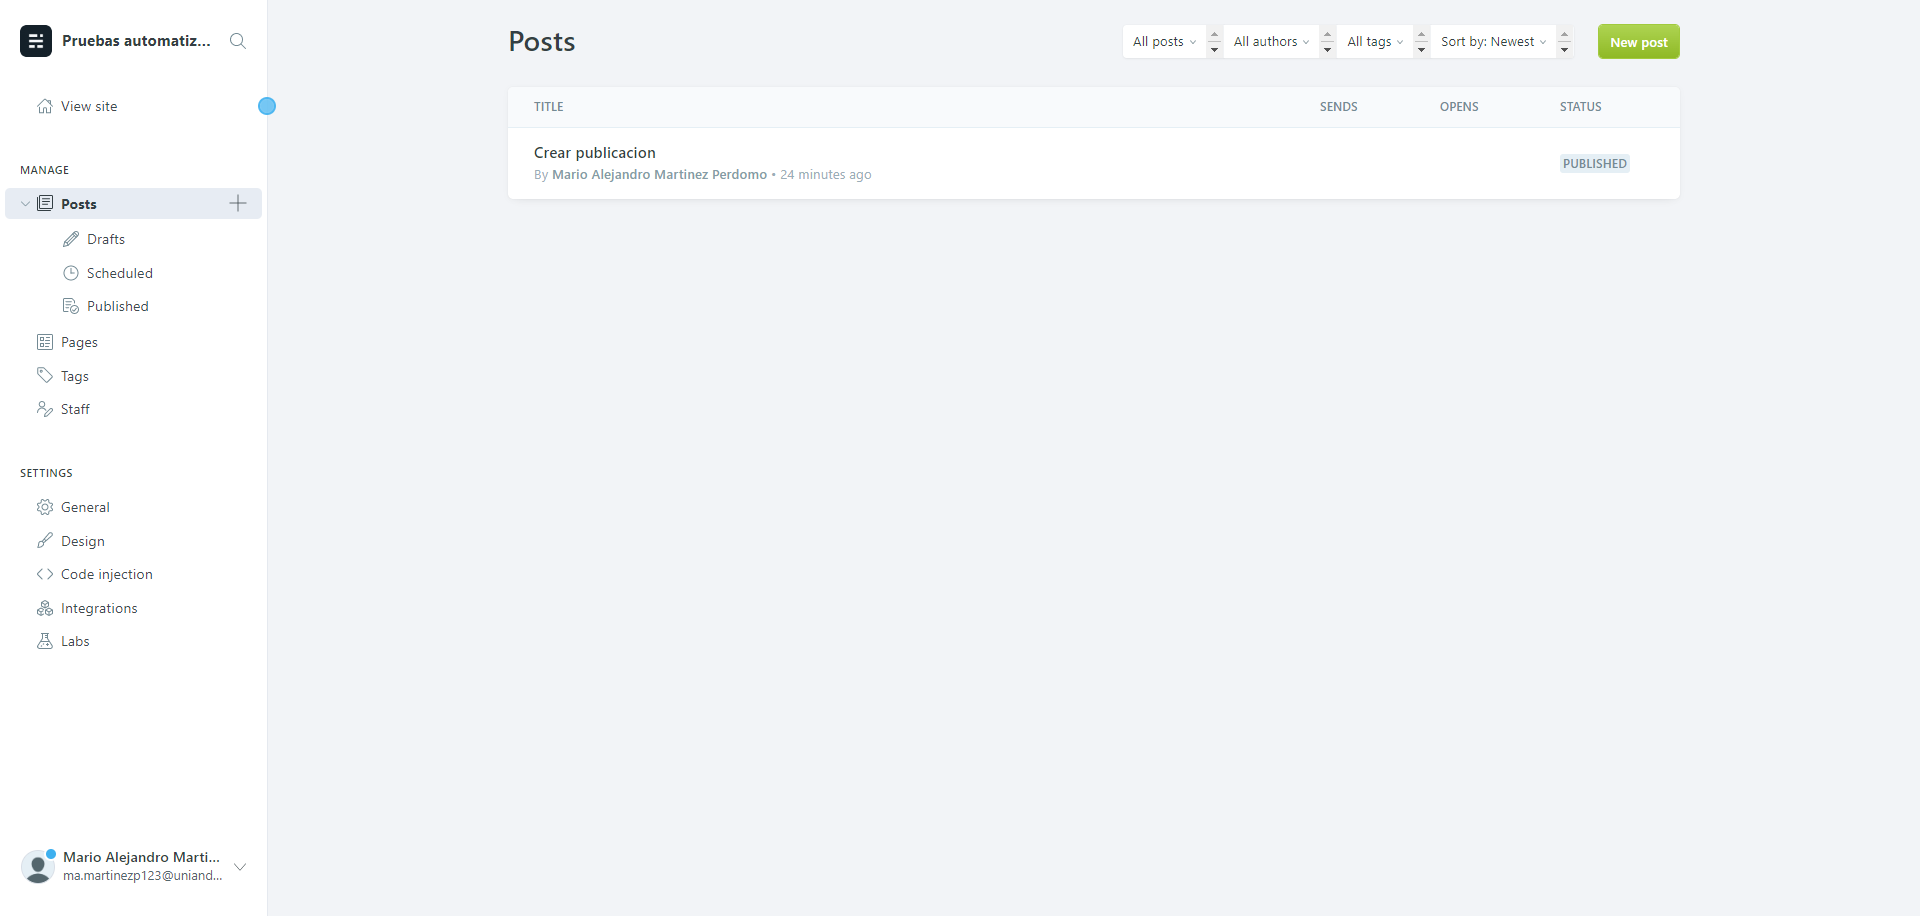 Pruebas automatiz...
View site
MANAGE
Posts
Drafts
Scheduled
Published
Pages
Tags
Staff
SETTINGS
General
Design
Code injection
Integrations
Labs
Mario Alejandro Marti...
ma.martinezp123@uniand...
Posts
All posts
All authors
All tags
Sort by: Newest
New post
TITLE SENDS OPENS STATUS
Crear publicacion
By Mario Alejandro Martinez Perdomo • 24 minutes ago
PUBLISHED